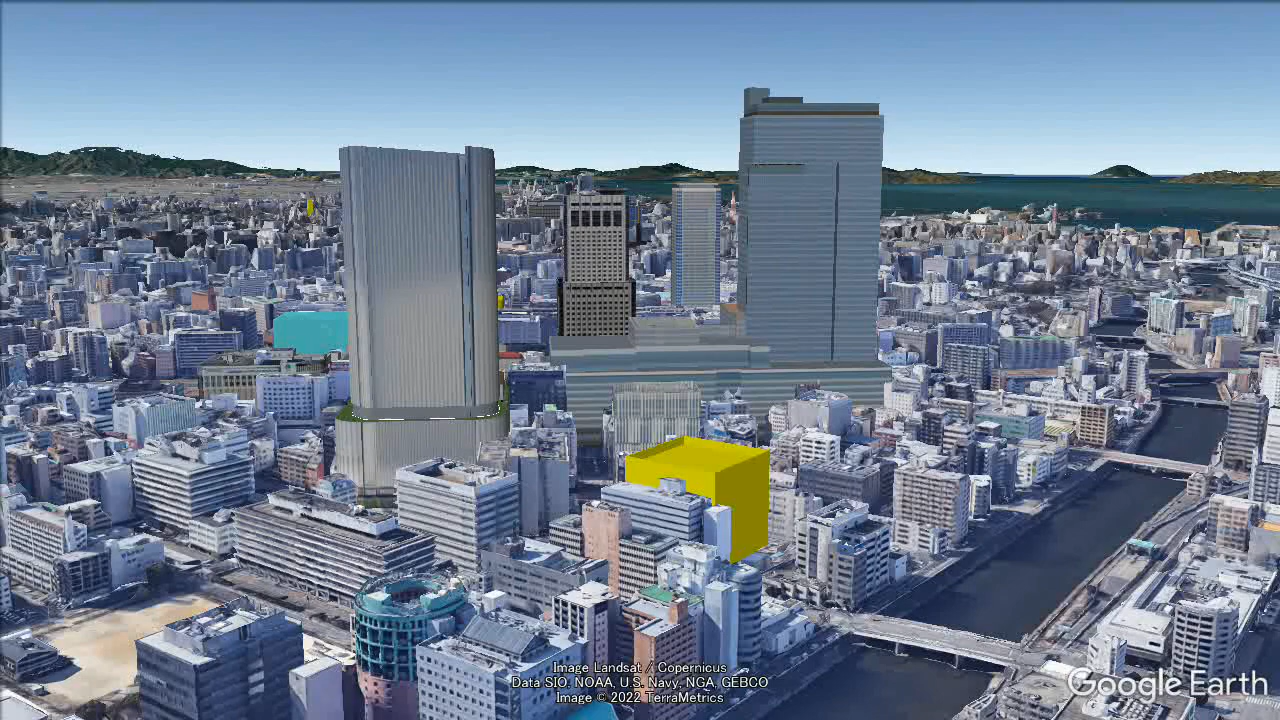 Image Landsat / Copernicus
Data SIO, NOAA, U.S. Navy, NGA, GEBCO
Image © 2022 TerraMetrics
Google Earth